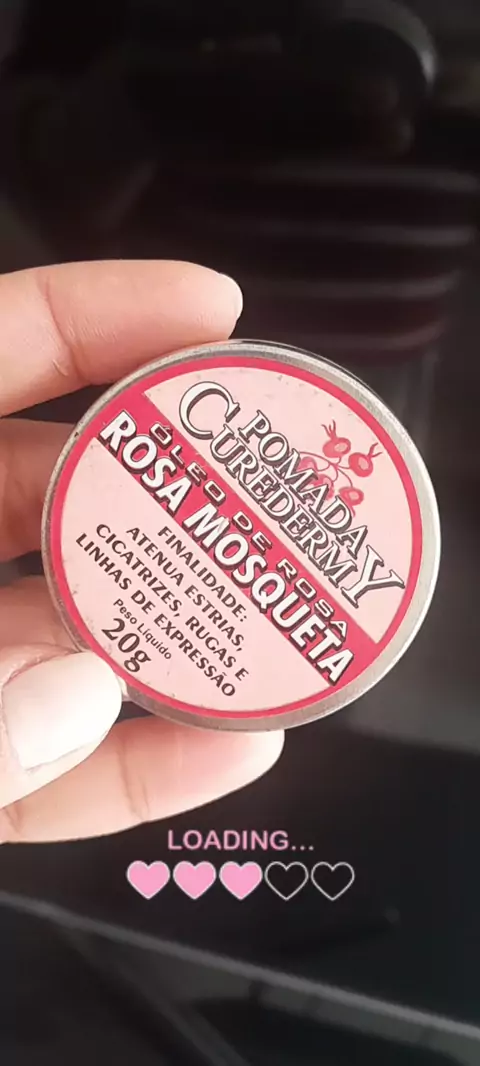 POMADA
CUREDERMY
ÓLEO DE ROSA
ROSA MOSQUETA
FINALIDADE:
ATENUA ESTRIAS,
CICATRIZES, RUGAS E
LINHAS DE EXPRESSÃO
Peso Líquido
20g
LOADING...